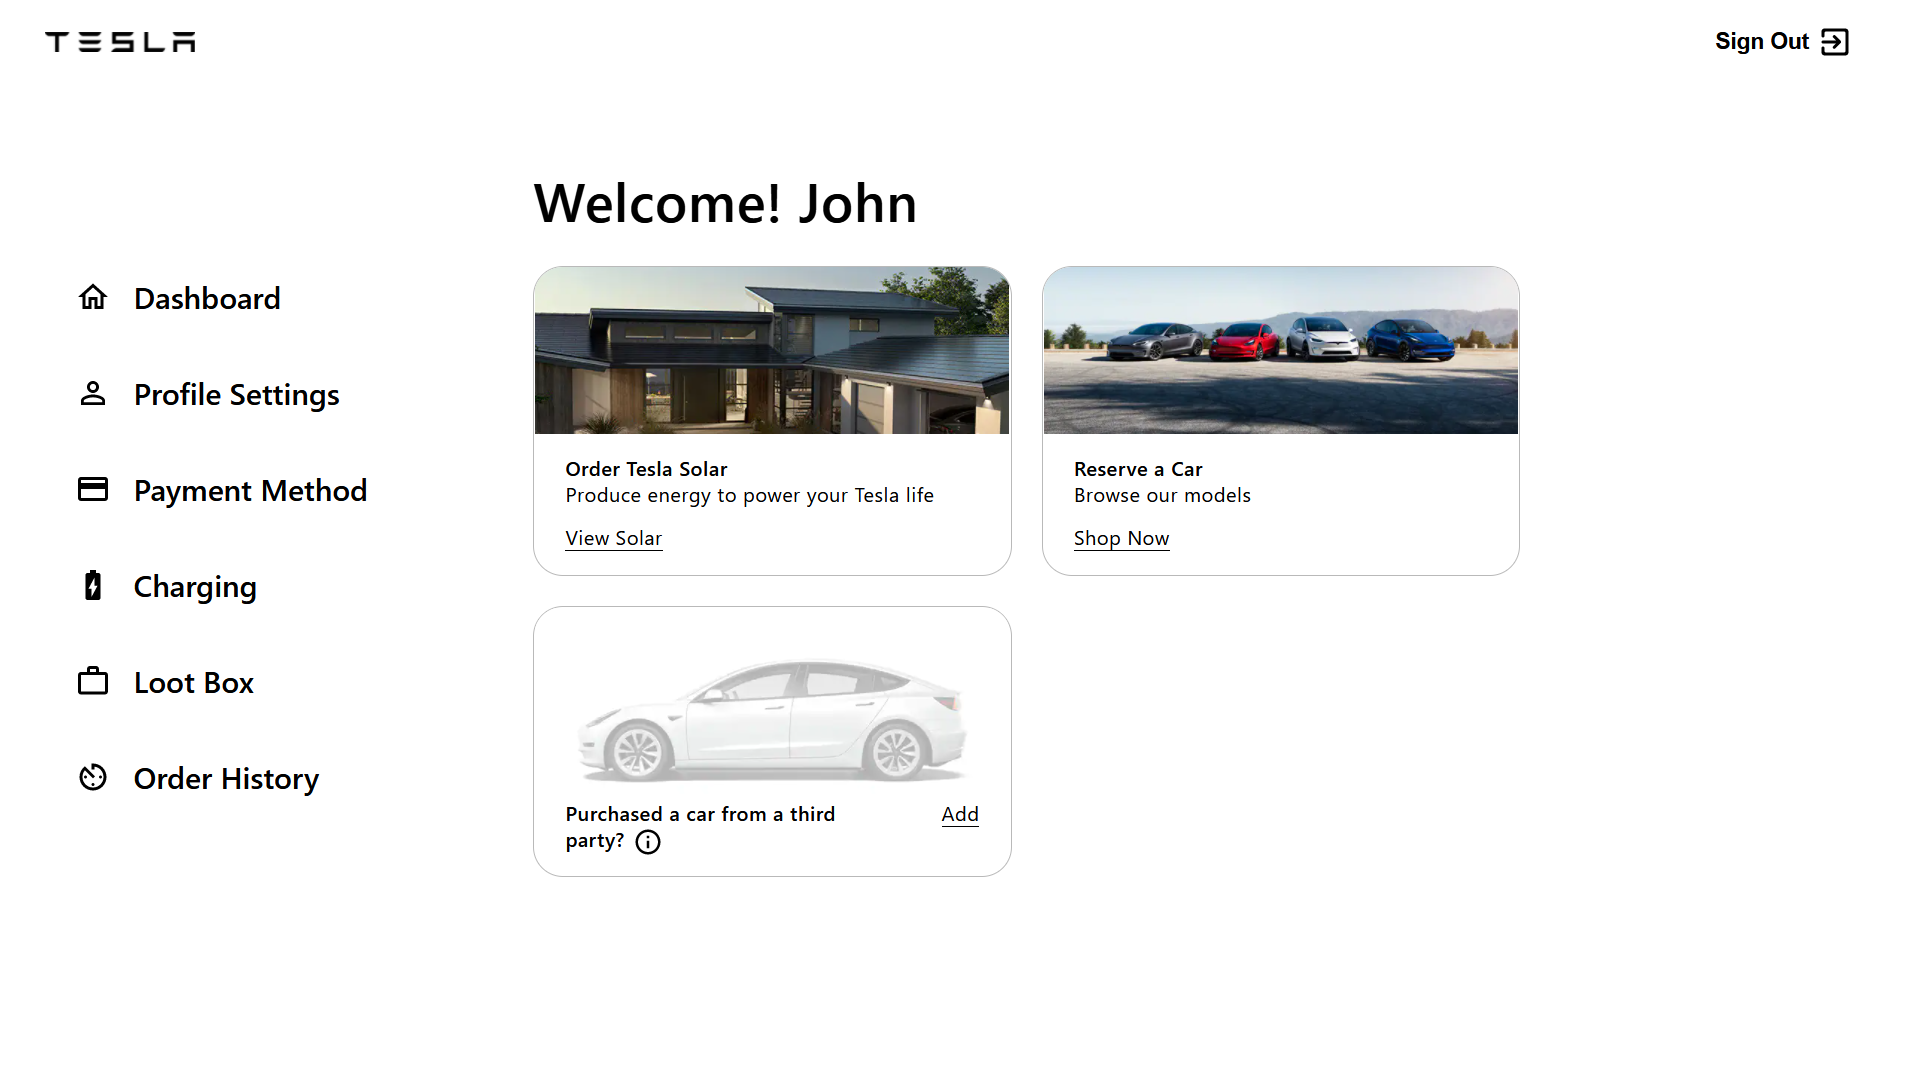 TESLA
Sign Out
Welcome! John
Dashboard
Profile Settings
Payment Method
Charging
Loot Box
Order History
Order Tesla Solar
Produce energy to power your Tesla life
View Solar
Reserve a Car
Browse our models
Shop Now
Purchased a car from a third
party?
Add